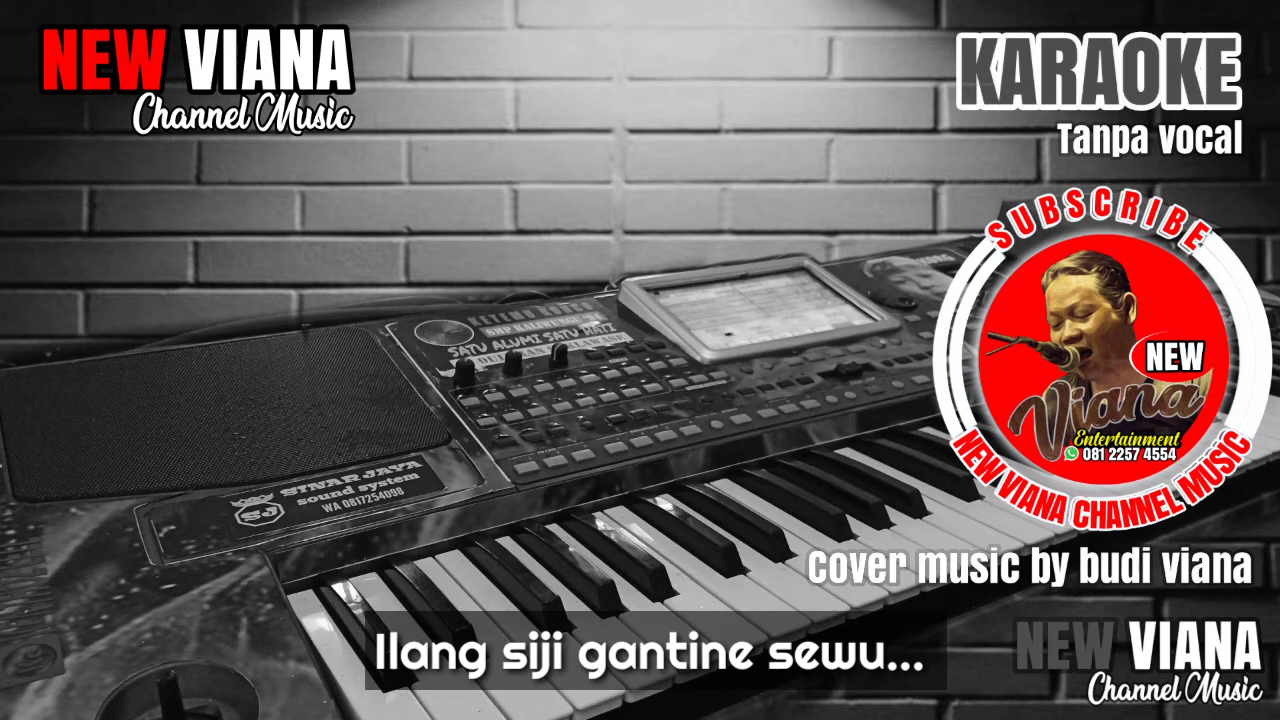 NEW VIANA
Channel Music
KARAOKE
Tanpa vocal
SUBSCRIBE
NEW
Viana
Entertainment
081 2257 4554
NEW VIANA CHANNEL MUSIC
KORG
SATU ALUMI SATU HATI
SINAR JAYA
sound system
WA 0817254098
SJ
Cover music by budi viana
Ilang siji gantine sewu...
NEW VIANA
Channel Music